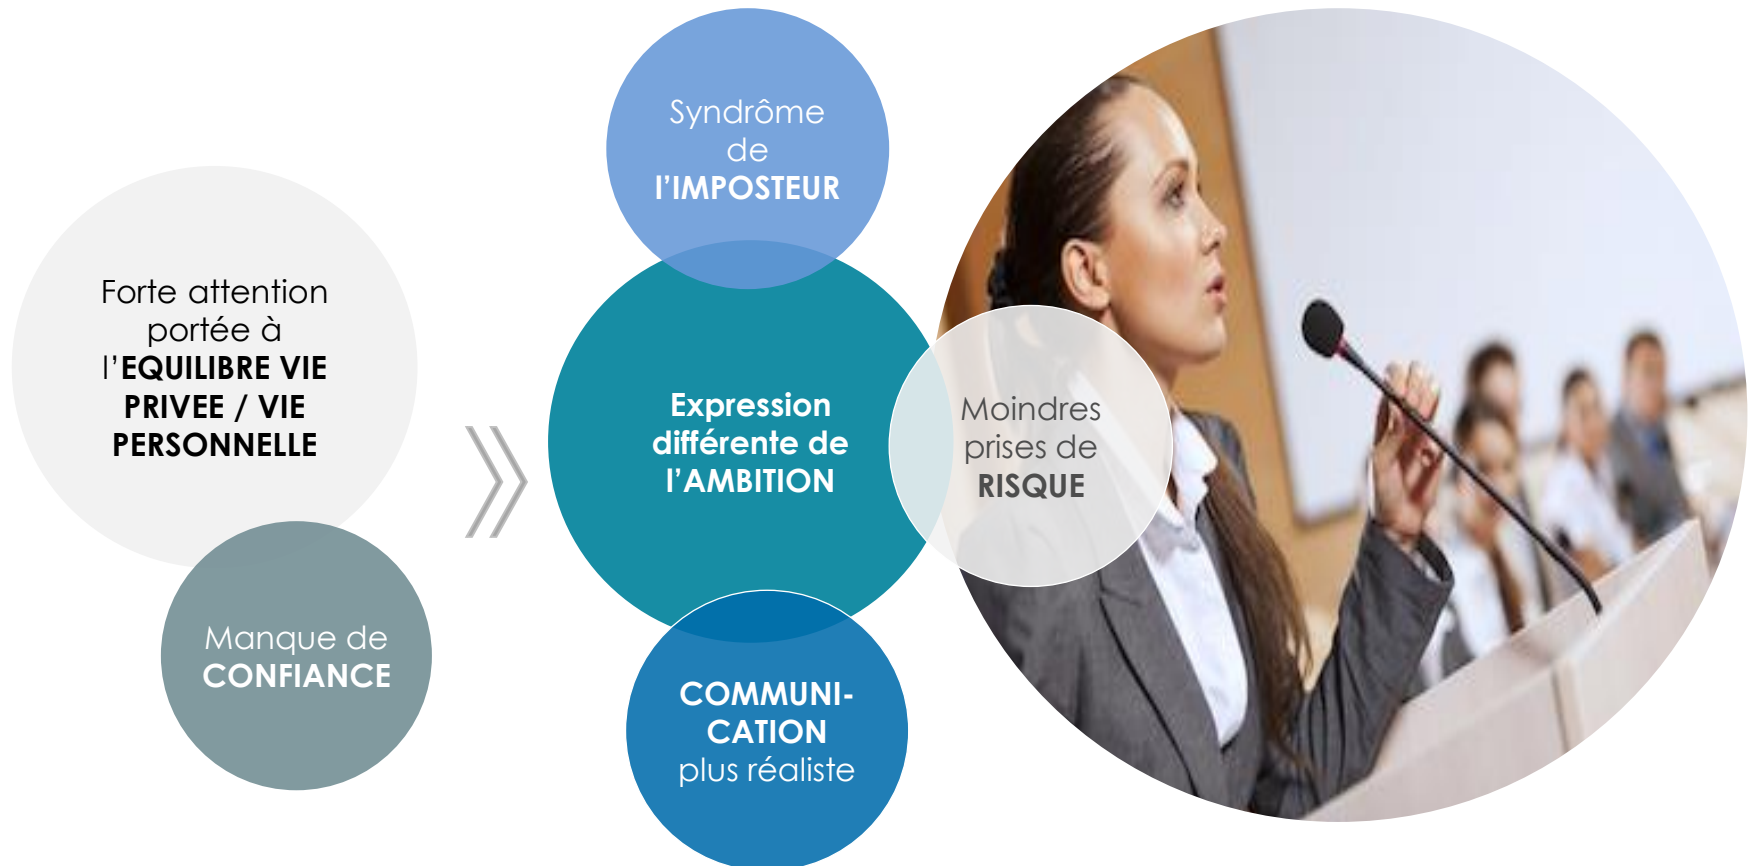 Forte attention
portée à
l’EQUILIBRE VIE
PRIVEE / VIE
PERSONNELLE
Manque de
CONFIANCE
Syndrôme
de
l’IMPOSTEUR
Expression
différente de
l’AMBITION
Moindres
prises de
RISQUE
COMMUNI-
CATION
plus réaliste